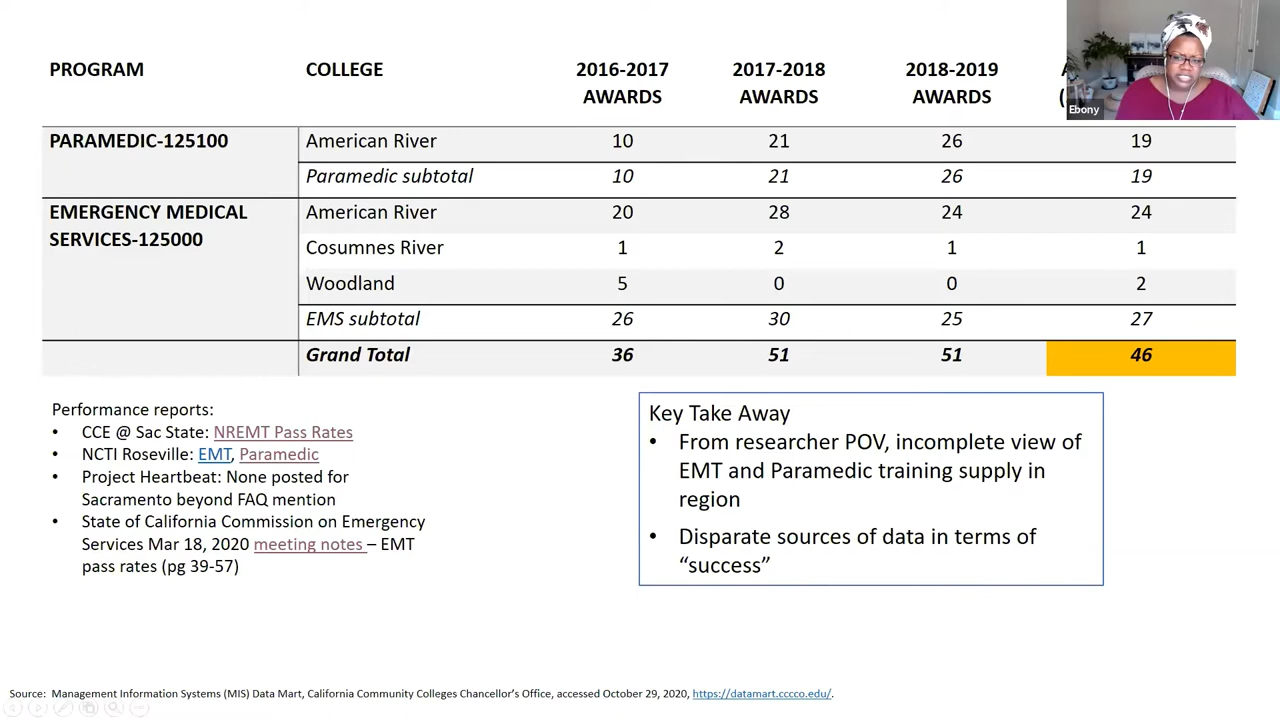 PROGRAM COLLEGE 2016-2017 AWARDS 2017-2018 AWARDS 2018-2019 AWARDS
Ebony
PARAMEDIC-125100 American River 10 21 26 19
Paramedic subtotal 10 21 26 19
EMERGENCY MEDICAL SERVICES-125000 American River 20 28 24 24
Cosumnes River 1 2 1 1
Woodland 5 0 0 2
EMS subtotal 26 30 25 27
Grand Total 36 51 51 46
Performance reports:
• CCE @ Sac State: NREMT Pass Rates
• NCTI Roseville: EMT, Paramedic
• Project Heartbeat: None posted for
Sacramento beyond FAQ mention
• State of California Commission on Emergency
Services Mar 18, 2020 meeting notes – EMT
pass rates (pg 39-57)
Key Take Away
• From researcher POV, incomplete view of
EMT and Paramedic training supply in
region
• Disparate sources of data in terms of
“success”
Source: Management Information Systems (MIS) Data Mart, California Community Colleges Chancellor’s Office, accessed October 29, 2020, https://datamart.cccco.edu/.